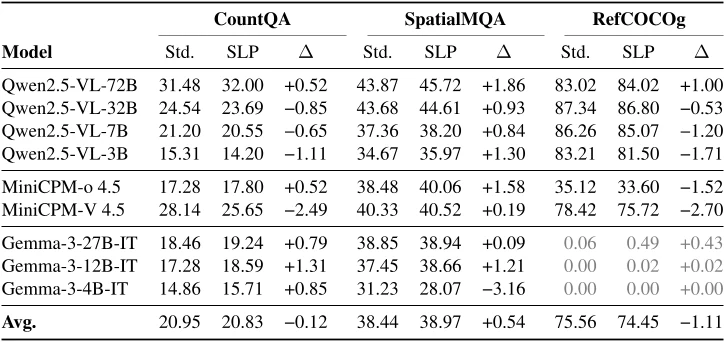 CountQA SpatialMQA RefCOCOg
Model Std. SLP Δ Std. SLP Δ Std. SLP Δ
Qwen2.5-VL-72B 31.48 32.00 +0.52 43.87 45.72 +1.86 83.02 84.02 +1.00
Qwen2.5-VL-32B 24.54 23.69 −0.85 43.68 44.61 +0.93 87.34 86.80 −0.53
Qwen2.5-VL-7B 21.20 20.55 −0.65 37.36 38.20 +0.84 86.26 85.07 −1.20
Qwen2.5-VL-3B 15.31 14.20 −1.11 34.67 35.97 +1.30 83.21 81.50 −1.71
MiniCPM-o 4.5 17.28 17.80 +0.52 38.48 40.06 +1.58 35.12 33.60 −1.52
MiniCPM-V 4.5 28.14 25.65 −2.49 40.33 40.52 +0.19 78.42 75.72 −2.70
Gemma-3-27B-IT 18.46 19.24 +0.79 38.85 38.94 +0.09 0.06 0.49 +0.43
Gemma-3-12B-IT 17.28 18.59 +1.31 37.45 38.66 +1.21 0.00 0.02 +0.02
Gemma-3-4B-IT 14.86 15.71 +0.85 31.23 28.07 −3.16 0.00 0.00 +0.00
Avg. 20.95 20.83 −0.12 38.44 38.97 +0.54 75.56 74.45 −1.11